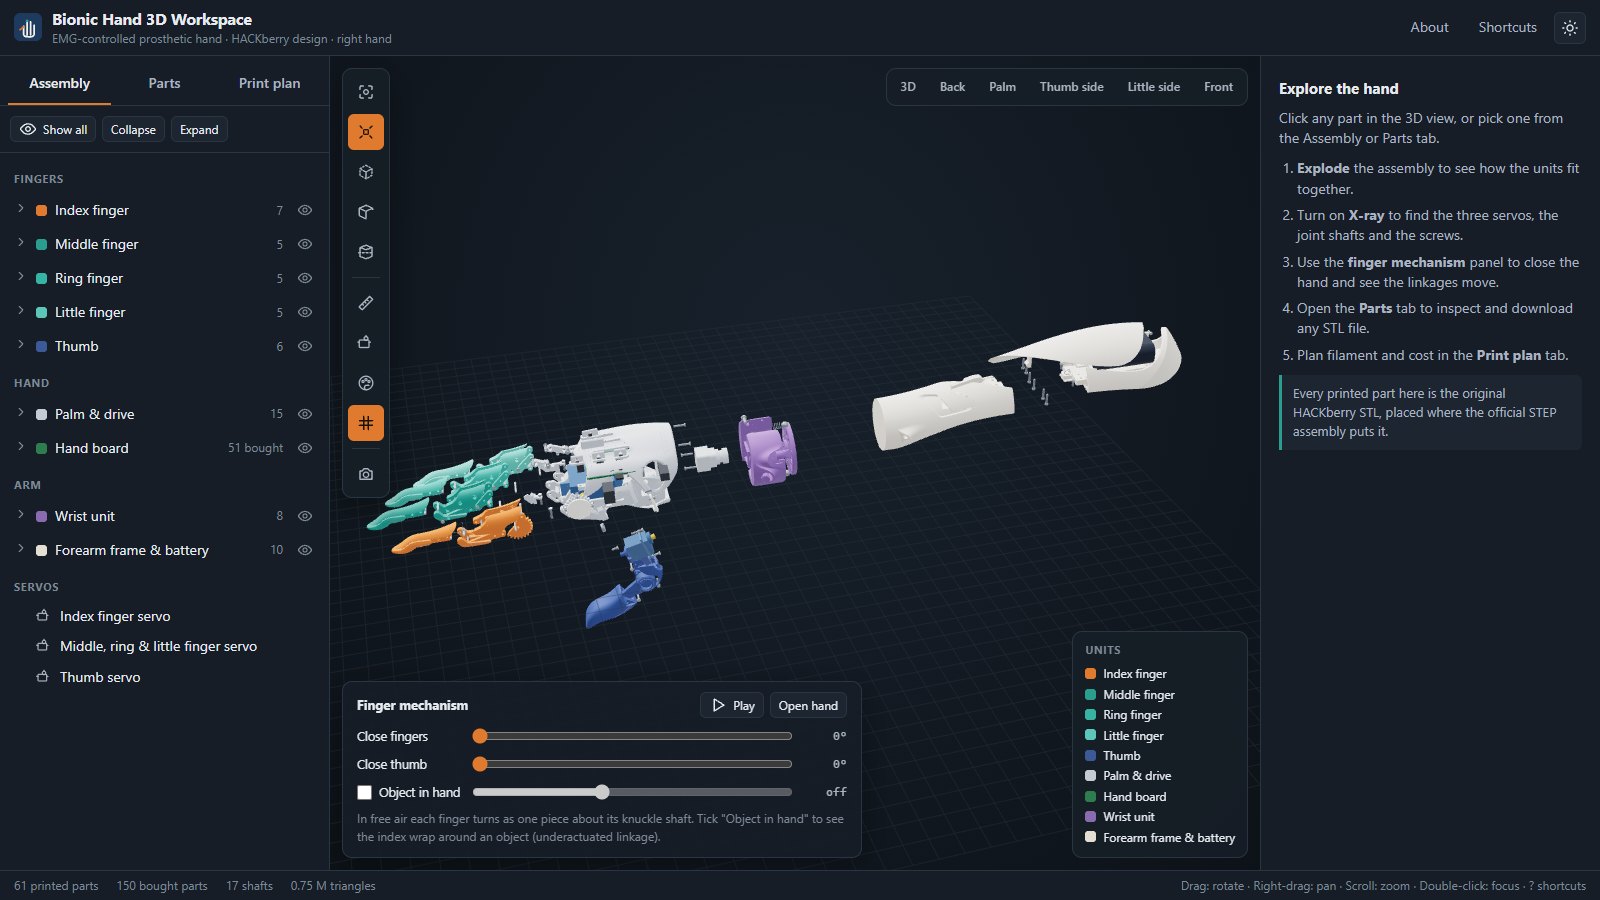 Bionic Hand 3D Workspace
EMG-controlled prosthetic hand · HACKberry design · right hand
About
Shortcuts
Assembly
Parts
Print plan
Show all
Collapse
Expand
FINGERS
Index finger 7
Middle finger 5
Ring finger 5
Little finger 5
Thumb 6
HAND
Palm & drive 15
Hand board 51 bought
ARM
Wrist unit 8
Forearm frame & battery 10
SERVOS
Index finger servo
Middle, ring & little finger servo
Thumb servo
3D
Back
Palm
Thumb side
Little side
Front
Finger mechanism
Play
Open hand
Close fingers 0°
Close thumb 0°
Object in hand off
In free air each finger turns as one piece about its knuckle shaft. Tick "Object in hand" to see
the index wrap around an object (underactuated linkage).
UNITS
Index finger
Middle finger
Ring finger
Little finger
Thumb
Palm & drive
Hand board
Wrist unit
Forearm frame & battery
Explore the hand
Click any part in the 3D view, or pick one from
the Assembly or Parts tab.
1. Explode the assembly to see how the units fit
together.
2. Turn on X-ray to find the three servos, the
joint shafts and the screws.
3. Use the finger mechanism panel to close the
hand and see the linkages move.
4. Open the Parts tab to inspect and download
any STL file.
5. Plan filament and cost in the Print plan tab.
Every printed part here is the original
HACKberry STL, placed where the official STEP
assembly puts it.
61 printed parts
150 bought parts
17 shafts
0.75 M triangles
Drag: rotate · Right-drag: pan · Scroll: zoom · Double-click: focus · ? shortcuts